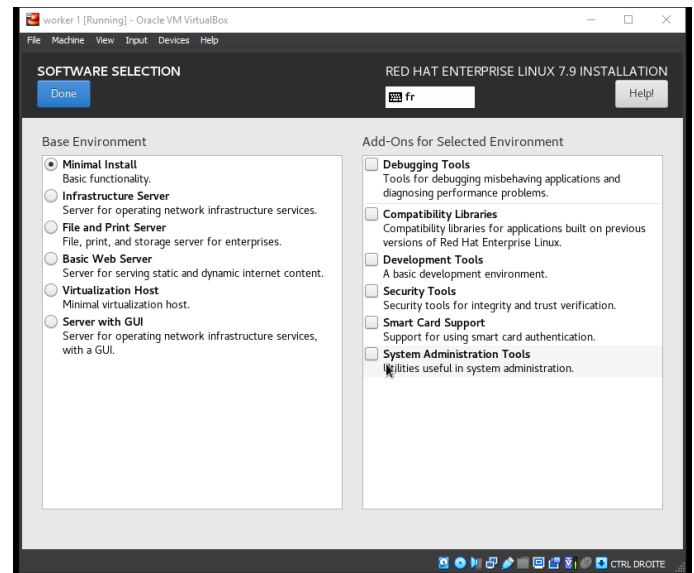 worker 1 [Running] - Oracle VM VirtualBox
File Machine View Input Devices Help
SOFTWARE SELECTION
Done
RED HAT ENTERPRISE LINUX 7.9 INSTALLATION
fr
Help!
Base Environment
Minimal Install
Basic functionality.
Infrastructure Server
Server for operating network infrastructure services.
File and Print Server
File, print, and storage server for enterprises.
Basic Web Server
Server for serving static and dynamic internet content.
Virtualization Host
Minimal virtualization host.
Server with GUI
Server for operating network infrastructure services,
with a GUI.
Add-Ons for Selected Environment
Debugging Tools
Tools for debugging misbehaving applications and
diagnosing performance problems.
Compatibility Libraries
Compatibility libraries for applications built on previous
versions of Red Hat Enterprise Linux.
Development Tools
A basic development environment.
Security Tools
Security tools for integrity and trust verification.
Smart Card Support
Support for using smart card authentication.
System Administration Tools
Utilities useful in system administration.
CTRL DROITE